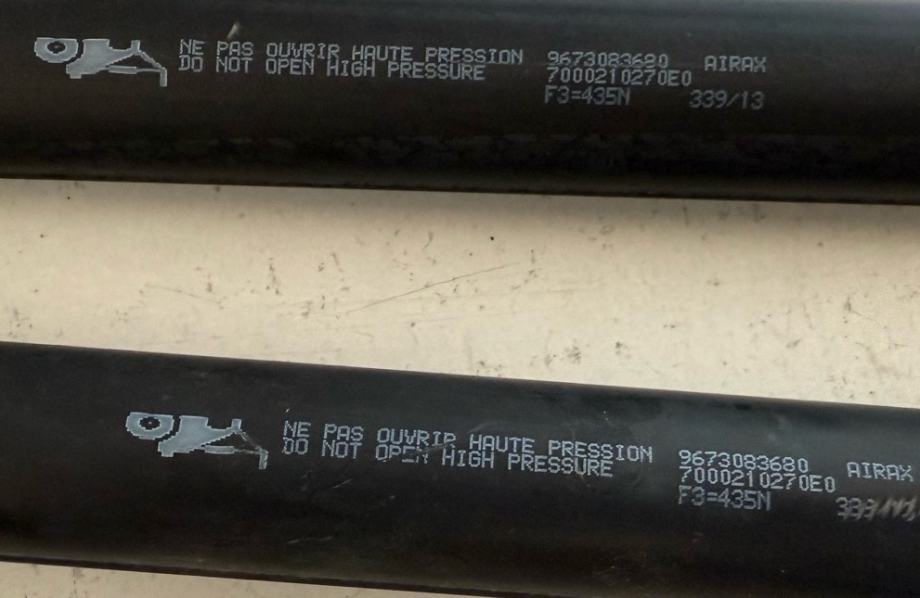 NE PAS OUVRIR HAUTE PRESSION 9673083680 AIRAX
DO NOT OPEN HIGH PRESSURE 7000210270E0
F3=435N 339/13
NE PAS OUVRIR HAUTE PRESSION 9673083680 AIRAX
DO NOT OPEN HIGH PRESSURE 7000210270E0
F3=435N